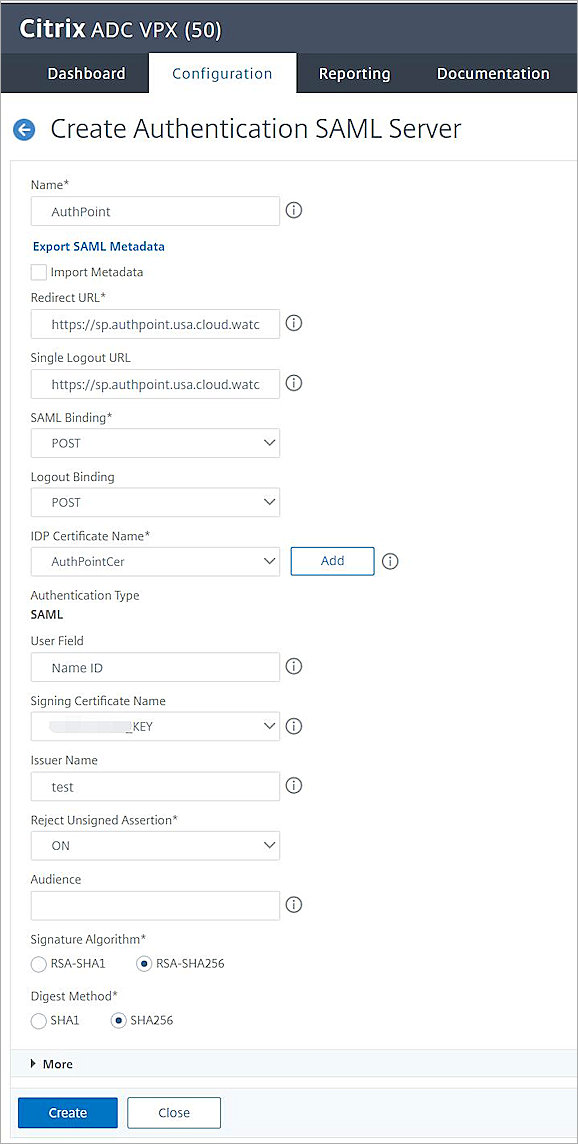 Citrix ADC VPX (50)
Dashboard Configuration Reporting Documentation
Create Authentication SAML Server
Name*
AuthPoint
Export SAML Metadata
Import Metadata
Redirect URL*
https://sp.authpoint.usa.cloud.watc
Single Logout URL
https://sp.authpoint.usa.cloud.watc
SAML Binding*
POST
Logout Binding
POST
IDP Certificate Name*
AuthPointCer Add
Authentication Type
SAML
User Field
Name ID
Signing Certificate Name
_KEY
Issuer Name
test
Reject Unsigned Assertion*
ON
Audience
Signature Algorithm*
RSA-SHA1 RSA-SHA256
Digest Method*
SHA1 SHA256
More
Create Close